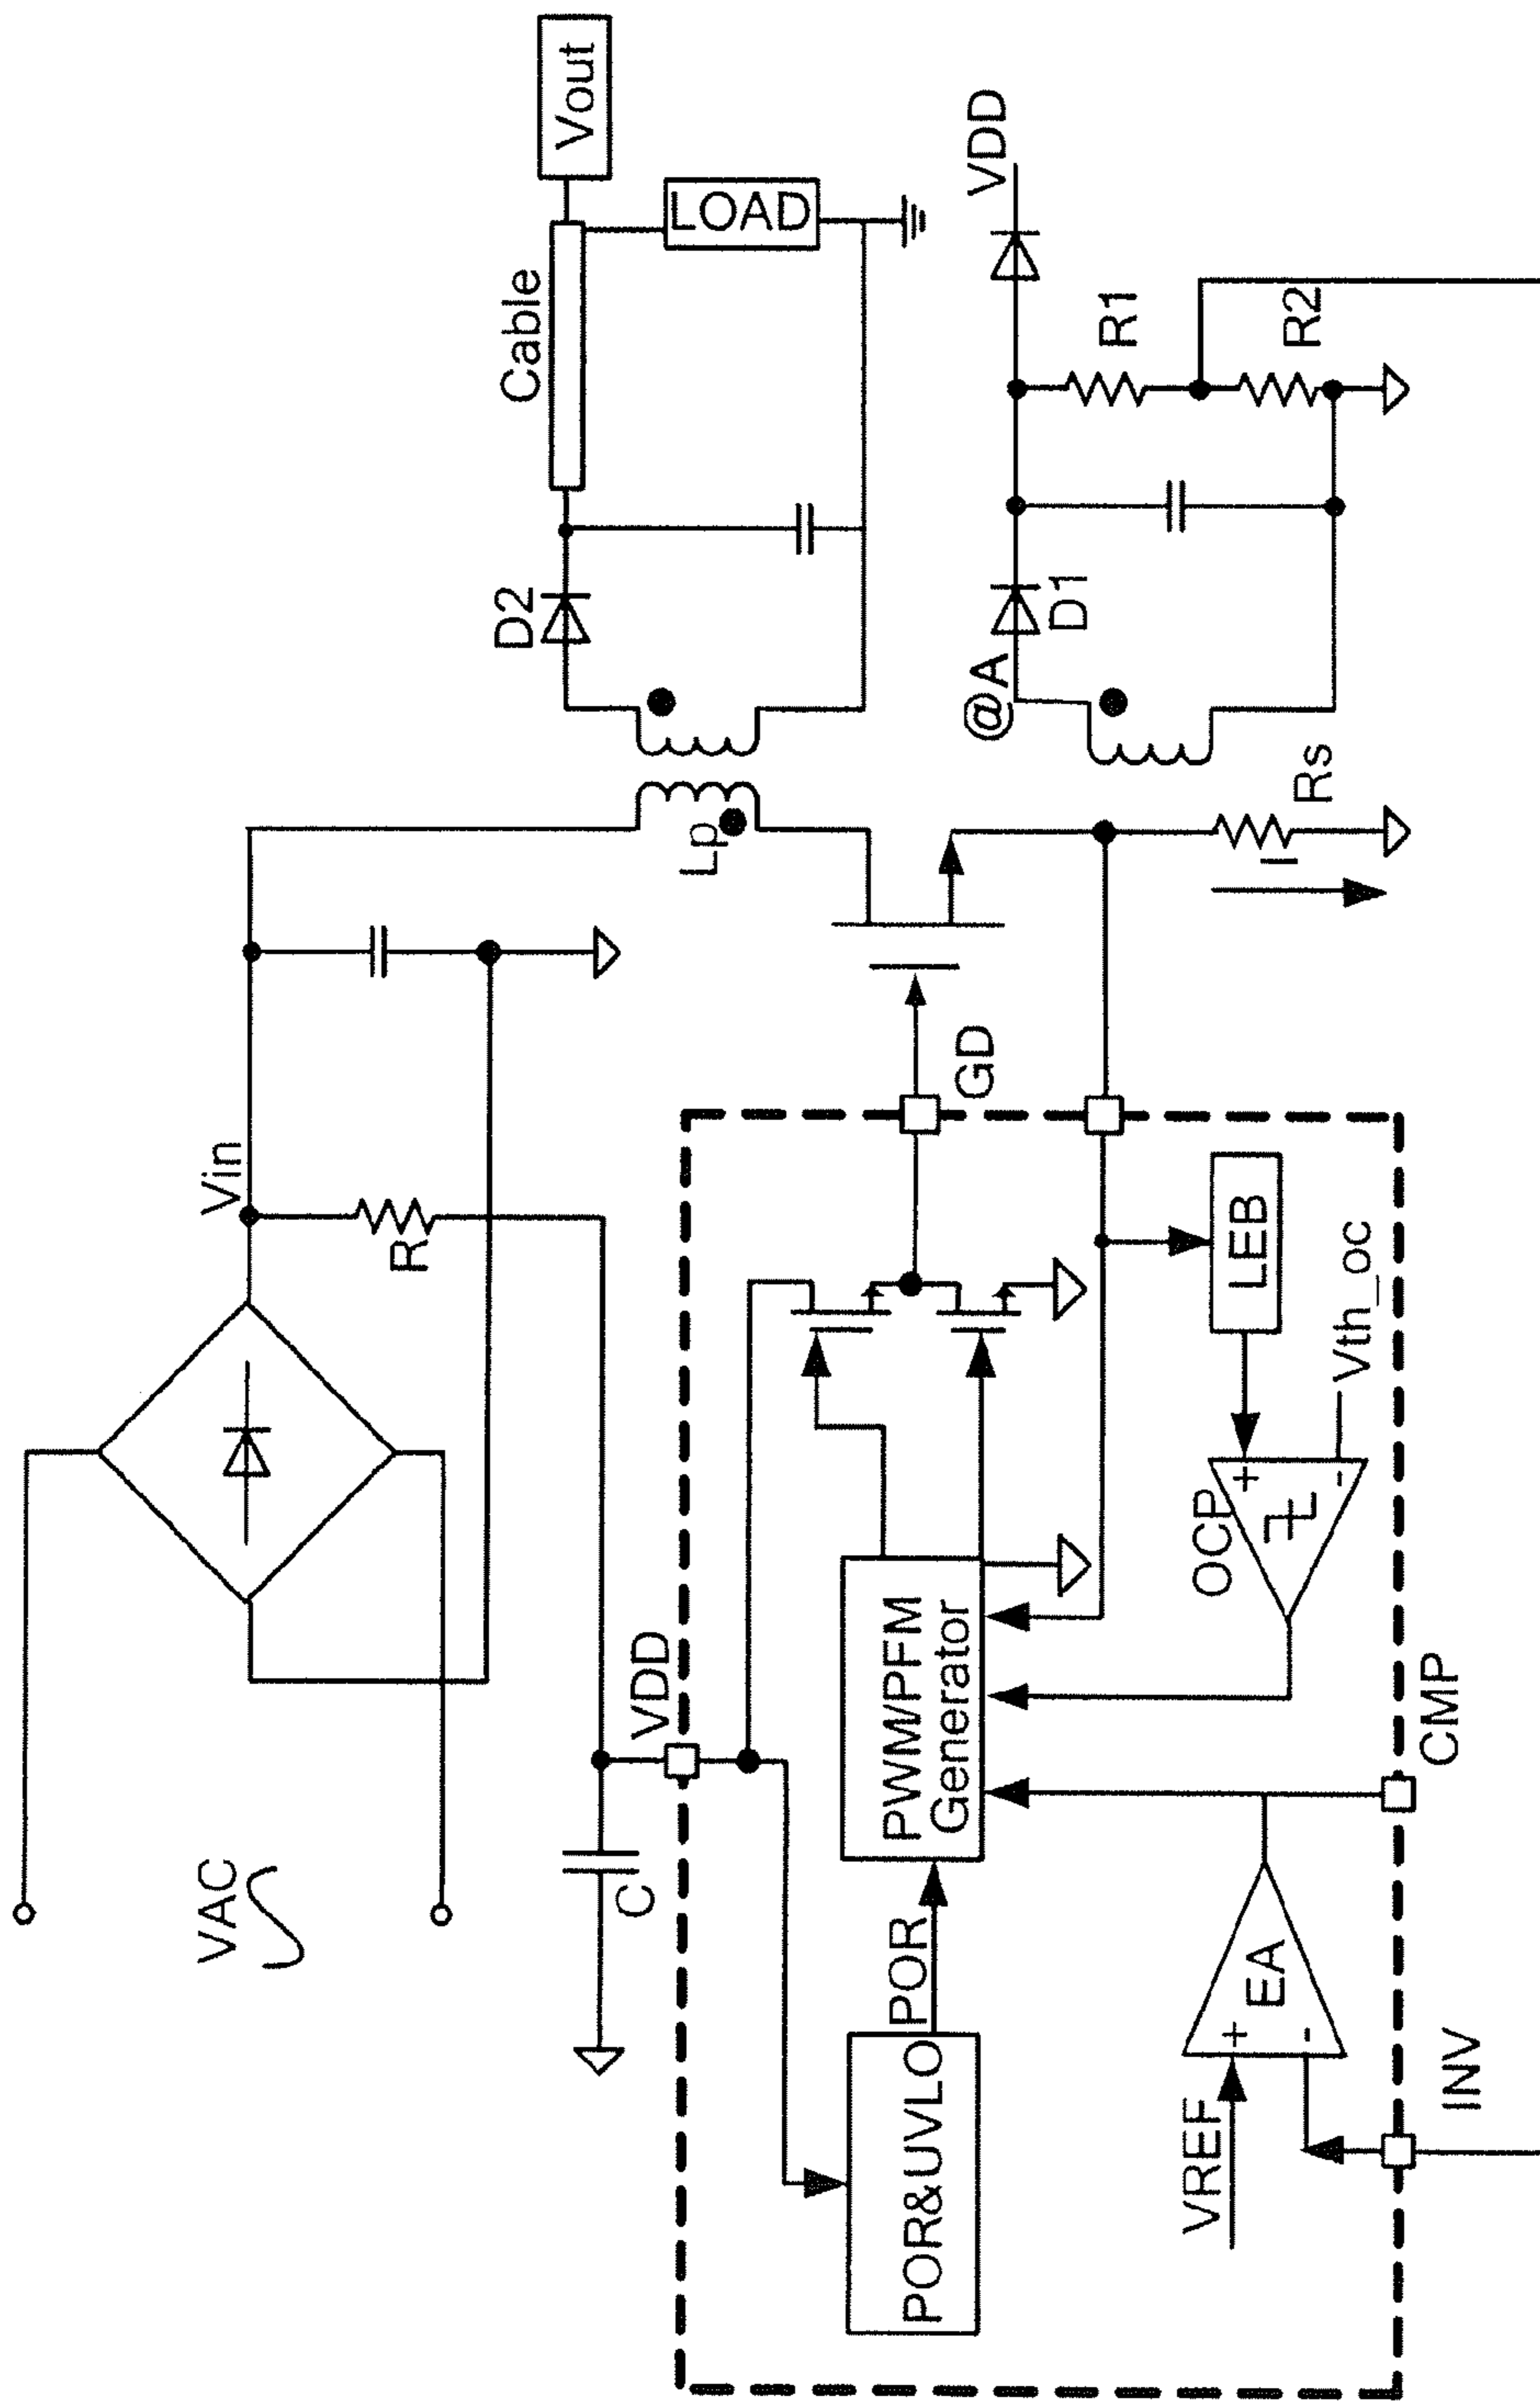 VAC
Vin
R
C
VDD
Lp
D2
Cable
Vout
LOAD
@A
D1
VDD
R1
R2
Rs
I
GD
POR&UVLO
POR
PWM/PFM
Generator
LEB
OCP
+
-
Vth_oc
VREF
+
-
EA
INV
CMP